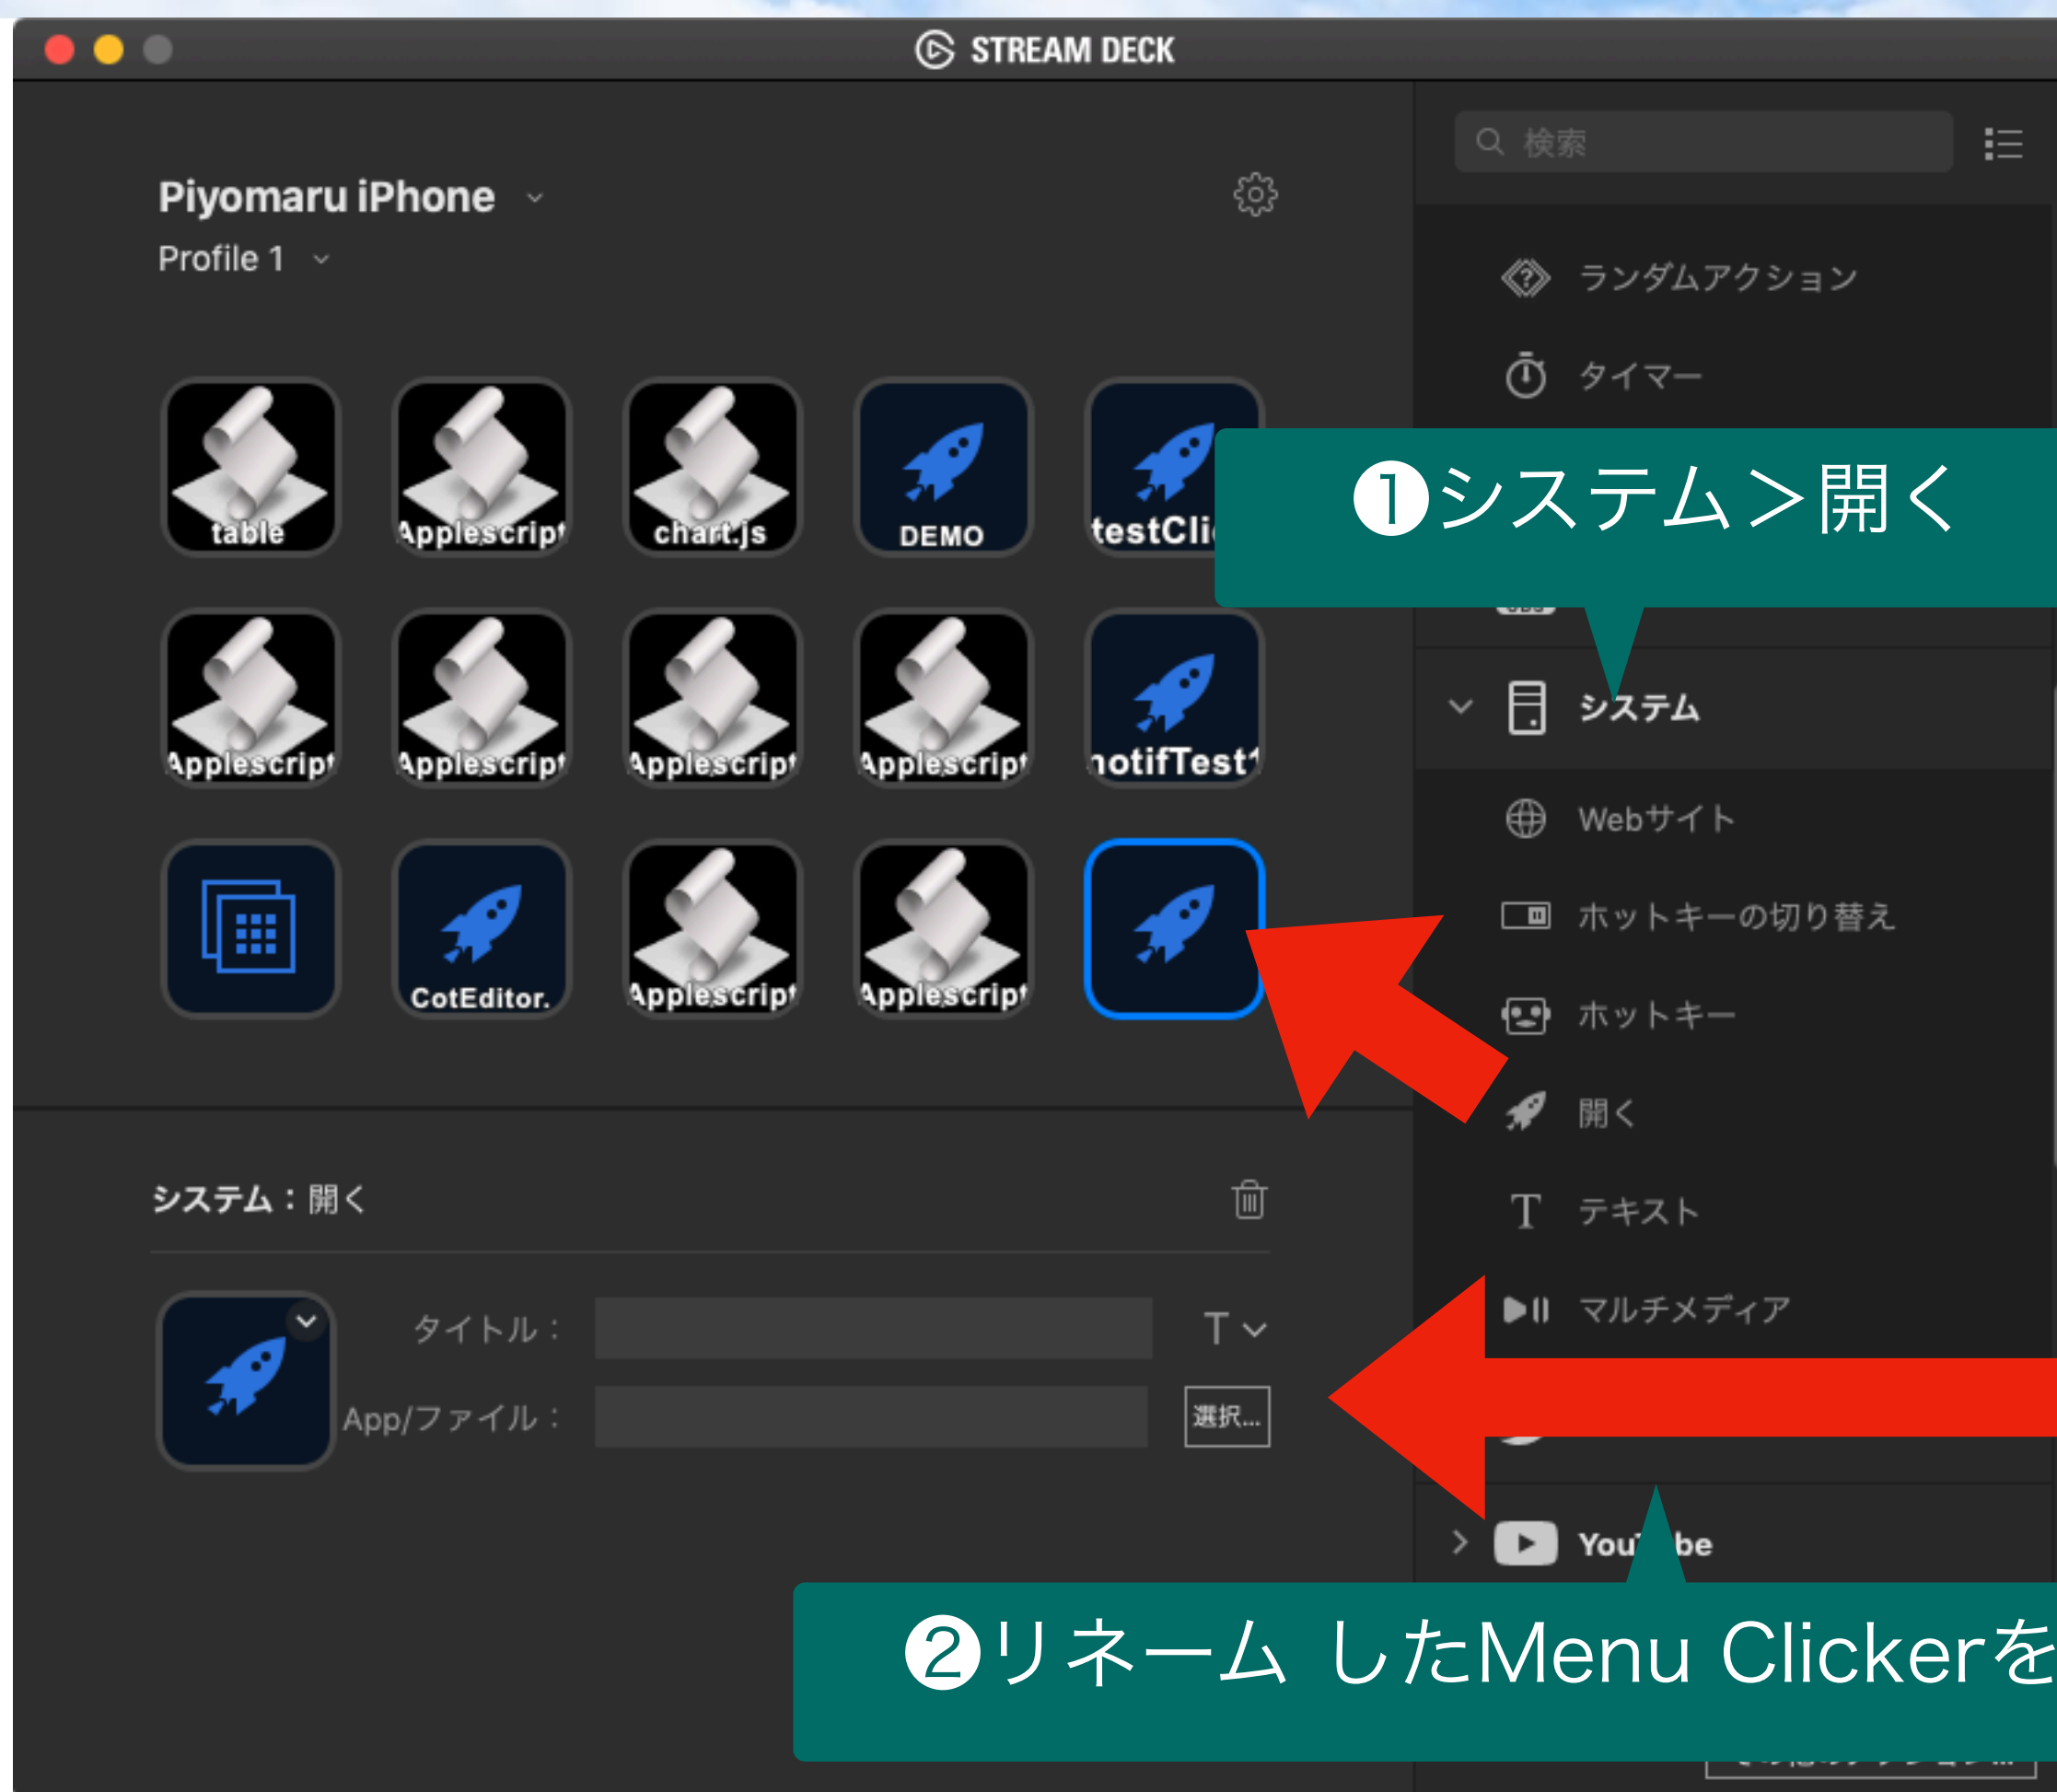 STREAM DECK
Piyomaru iPhone
Profile 1
検索
ランダムアクション
タイマー
❶システム＞開く
table
Applescript
chart.js
DEMO
testCli
システム
Applescript
Applescript
Applescript
Applescript
notifTest1
Webサイト
ホットキーの切り替え
ホットキー
CotEditor.
Applescript
Applescript
開く
システム：開く
テキスト
マルチメディア
タイトル：
T
App/ファイル：
選択...
YouTube
❷リネーム したMenu Clickerを